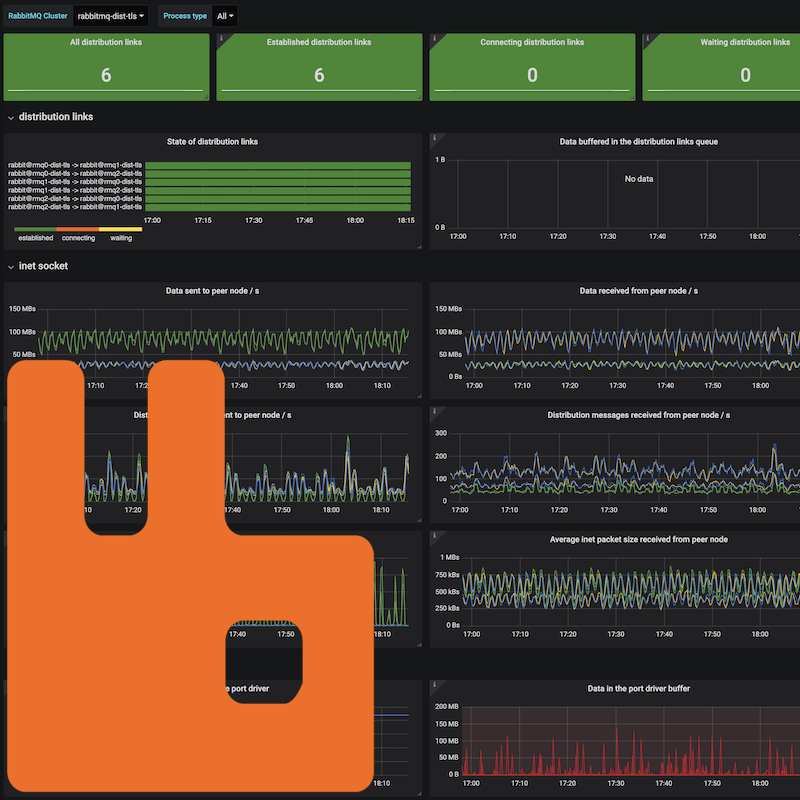 RabbitMQ Cluster rabbitmq-dist-tls Process type All
All distribution links
6
Established distribution links
6
Connecting distribution links
0
Waiting distribution links
0
distribution links
State of distribution links
rabbit@rmq0-dist-tls -> rabbit@rmq1-dist-tls
rabbit@rmq0-dist-tls -> rabbit@rmq2-dist-tls
rabbit@rmq1-dist-tls -> rabbit@rmq0-dist-tls
rabbit@rmq1-dist-tls -> rabbit@rmq2-dist-tls
rabbit@rmq2-dist-tls -> rabbit@rmq0-dist-tls
rabbit@rmq2-dist-tls -> rabbit@rmq1-dist-tls
17:00 17:15 17:30 17:45 18:00 18:15
established connecting waiting
Data buffered in the distribution links queue
1 B
No data
0 B
17:00 17:10 17:20 17:30 17:40 17:50 18:00
inet socket
Data sent to peer node / s
150 MBs
100 MBs
50 MBs
17:10 17:20 17:40 17:50 18:00 18:10
Data received from peer node / s
150 MBs
100 MBs
50 MBs
0 Bs
17:00 17:10 17:20 17:30 17:40 17:50 18:00
Dist
nt to peer node / s
10 17:20 17:40 17:50 18:00 18:10
Distribution messages received from peer node / s
300
200
100
0
17:00 17:10 17:20 17:30 17:40 17:50 18:00
17:40 17:50 18:10
Average inet packet size received from peer node
1 MBs
750 kBs
500 kBs
250 kBs
0 Bs
17:00 17:10 17:20 17:30 17:40 17:50 18:00
e port driver
18:10
Data in the port driver buffer
200 MB
150 MB
100 MB
50 MB
0 B
17:00 17:10 17:20 17:30 17:40 17:50 18:00